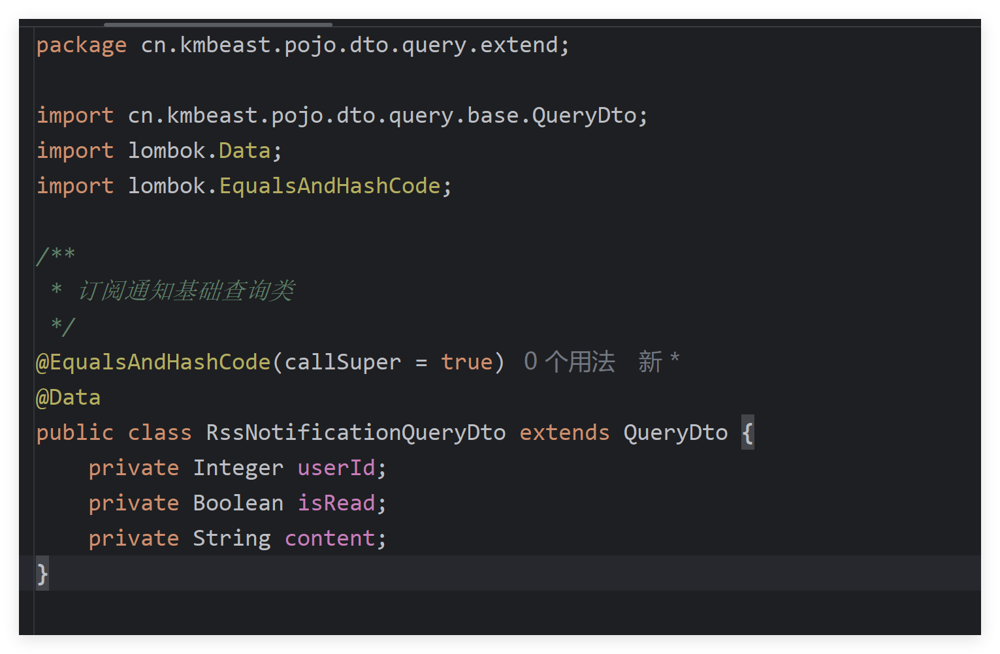 package cn.kmbeast.pojo.dto.query.extend;
import cn.kmbeast.pojo.dto.query.base.QueryDto;
import lombok.Data;
import lombok.EqualsAndHashCode;
/**
 * 订阅通知基础查询类
 */
@EqualsAndHashCode(callSuper = true) 0 个用法 新 *
@Data
public class RssNotificationQueryDto extends QueryDto {
    private Integer userId;
    private Boolean isRead;
    private String content;
}